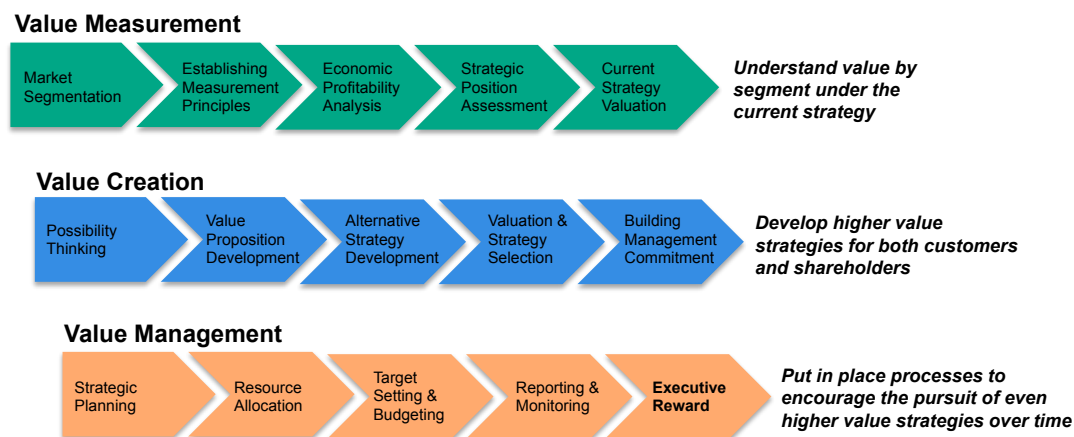 Value Measurement
Market
Segmentation
Establishing
Measurement
Principles
Economic
Profitability
Analysis
Strategic
Position
Assessment
Current
Strategy
Valuation
Understand value by
segment under the
current strategy
Value Creation
Possibility
Thinking
Value
Proposition
Development
Alternative
Strategy
Development
Valuation &
Strategy
Selection
Building
Management
Commitment
Develop higher value
strategies for both customers
and shareholders
Value Management
Strategic
Planning
Resource
Allocation
Target
Setting &
Budgeting
Reporting &
Monitoring
Executive
Reward
Put in place processes to
encourage the pursuit of even
higher value strategies over time